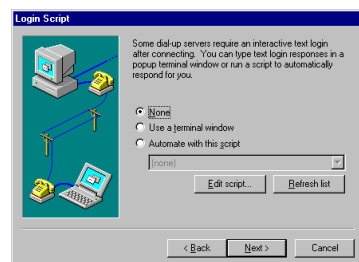 Login Script
Some dial-up servers require an interactive text login
after connecting. You can type text login responses in a
popup terminal window or run a script to automatically
respond for you.
None
Use a terminal window
Automate with this script
(none)
Edit script...
Refresh list
< Back
Next >
Cancel